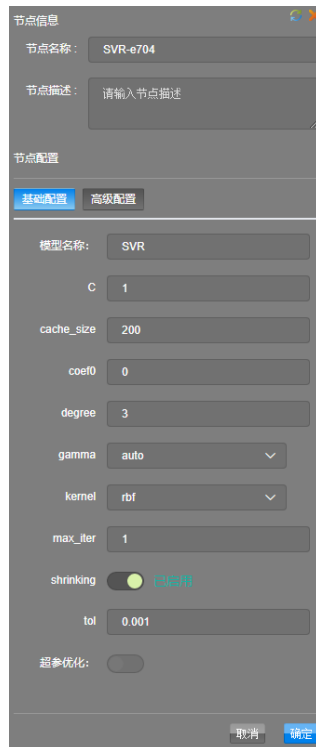 节点信息
节点名称： SVR-e704
节点描述： 请输入节点描述
节点配置
基础配置 高级配置
模型名称： SVR
C 1
cache_size 200
coef0 0
degree 3
gamma auto
kernel rbf
max_iter 1
shrinking 已启用
tol 0.001
超参优化：
取消 确定